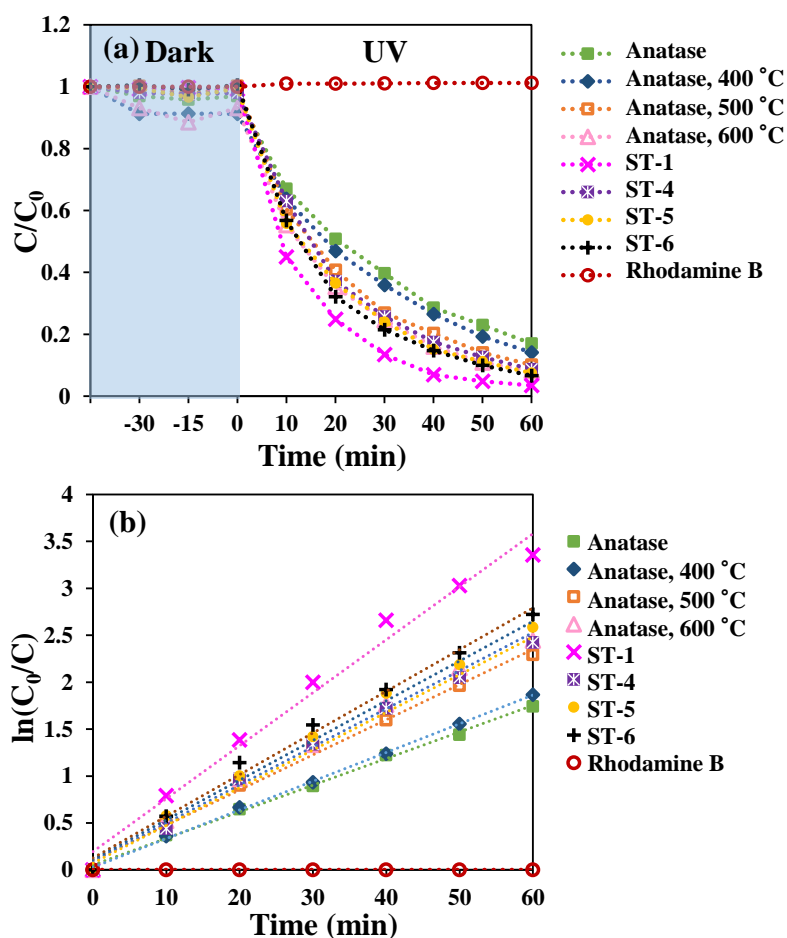 (a)
Dark
UV
1.2
1
0.8
0.6
0.4
0.2
0
C/C₀
-30
-15
0
10
20
30
40
50
60
Time (min)
Anatase
Anatase, 400 °C
Anatase, 500 °C
Anatase, 600 °C
ST-1
ST-4
ST-5
ST-6
Rhodamine B
(b)
4
3.5
3
2.5
2
1.5
1
0.5
0
ln(C₀/C)
0
10
20
30
40
50
60
Time (min)
Anatase
Anatase, 400 °C
Anatase, 500 °C
Anatase, 600 °C
ST-1
ST-4
ST-5
ST-6
Rhodamine B